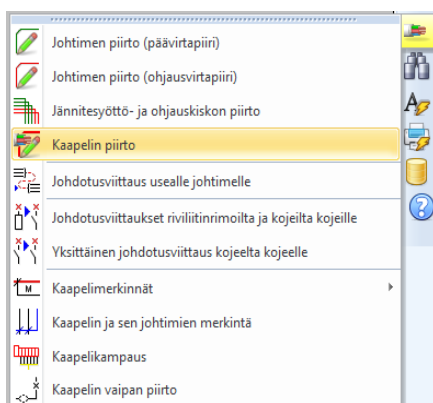 Johtimen piirto (päävirtapiiri)
Johtimen piirto (ohjausvirtapiiri)
Jännitesyöttö- ja ohjauskiskon piirto
Kaapelin piirto
Johdotusviittaus usealle johtimelle
Johdotusviittaukset riviliitinrimoilta ja kojeilta kojeille
Yksittäinen johdotusviittaus kojeelta kojeelle
M Kaapelimerkinnät
Kaapelin ja sen johtimien merkintä
Kaapelikampaus
Kaapelin vaipan piirto